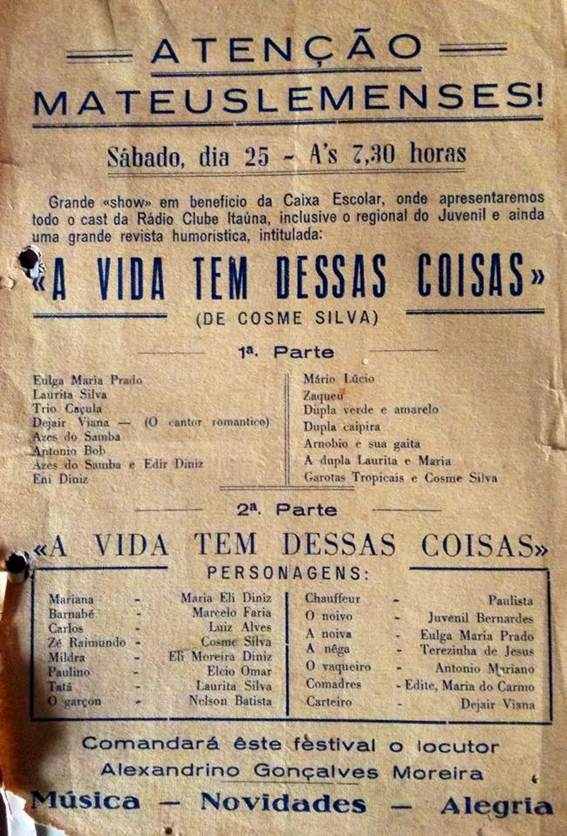 ATENÇÃO
MATEUSLEMENSES!
Sábado, dia 25 - A's 7,30 horas
Grande «show» em beneficio da Caixa Escolar, onde apresentaremos
todo o cast da Rádio Clube Itaúna, inclusive o regional do Juvenil e ainda
uma grande revista humoristica, intitulada:
«A VIDA TEM DESSAS COISAS»
(DE COSME SILVA)
1ª. Parte
Eulga Maria Prado
Laurita Silva
Trio Caçula
Dejair Viana — (O cantor romantico)
Azes do Samba
Antonio Bob
Azes do Samba e Edir Diniz
Eni Diniz
Mário Lúcio
Zaqueu
Dupla verde e amarelo
Dupla caipira
Arnobio e sua gaita
A dupla Laurita e Maria
Garotas Tropicais e Cosme Silva
2ª. Parte
«A VIDA TEM DESSAS COISAS»
PERSONAGENS:
Mariana - Maria Eli Diniz
Barnabé - Marcelo Faria
Carlos - Luiz Alves
Zé Raimundo - Cosme Silva
Mildra - Eli Moreira Diniz
Paulino - Elcio Omar
Tatá - Laurita Silva
O garçon - Nelson Batista
Chauffeur - Paulista
O noivo - Juvenil Bernardes
A noiva - Eulga Maria Prado
A nêga - Terezinha de Jesus
O vaqueiro - Antonio Mariano
Comadres - Edite, Maria do Carmo
Carteiro - Dejair Viana
Comandará êste festival o locutor
Alexandrino Gonçalves Moreira
Música — Novidades — Alegria